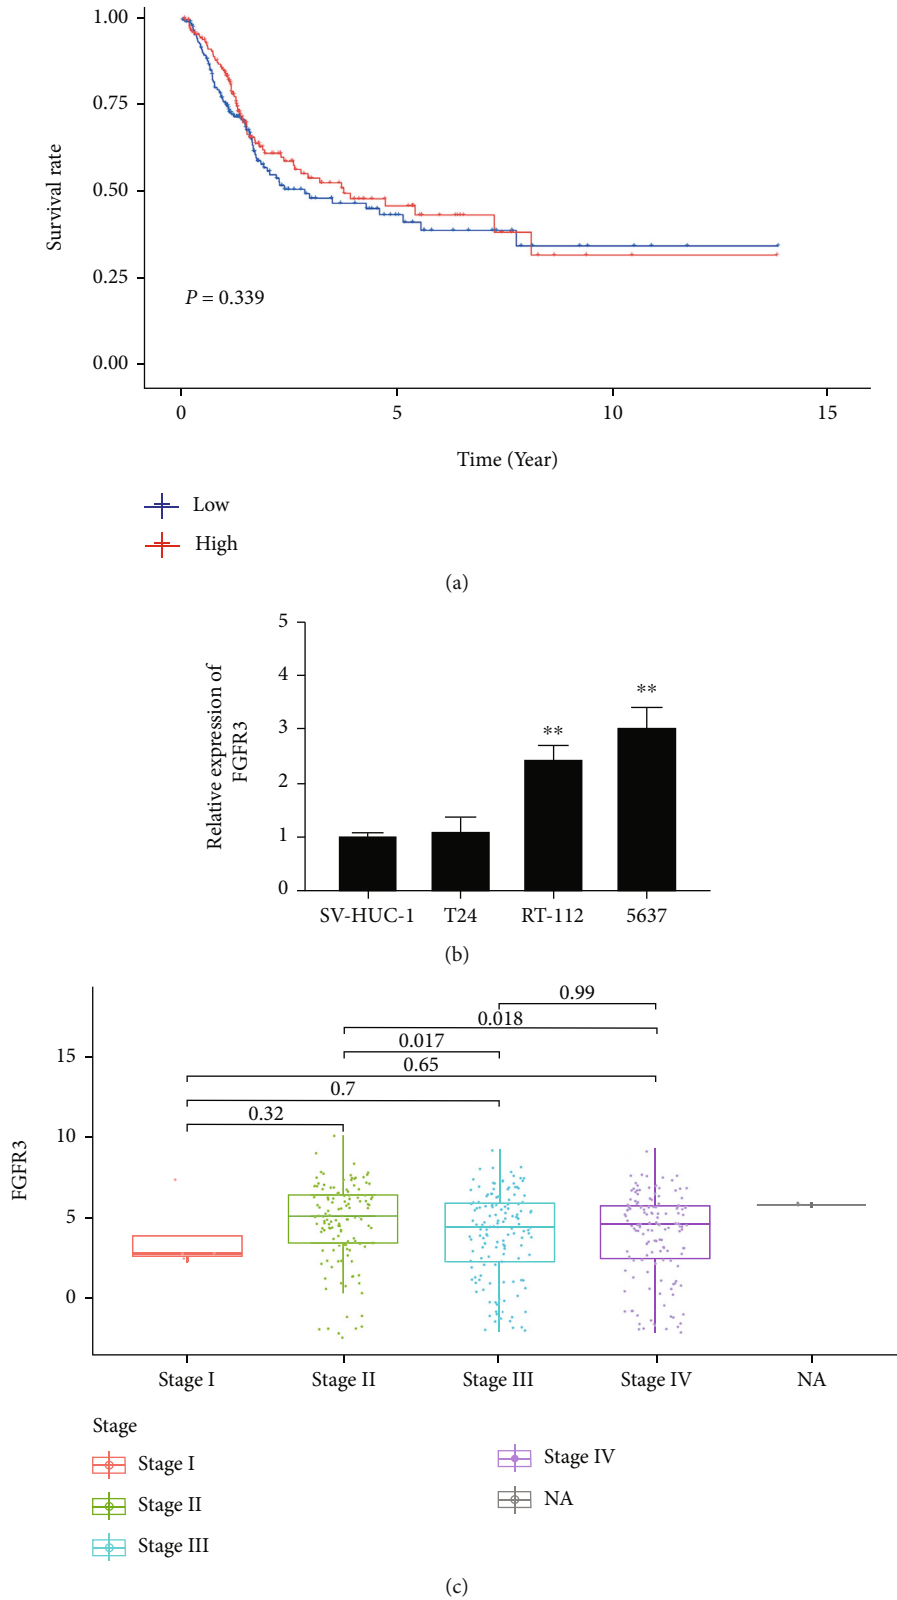 1.00
0.75
0.50
0.25
0.00
Survival rate
P = 0.339
0 5 10 15
Time (Year)
Low
High
(a)
5
4
3
2
1
0
Relative expression of
FGFR3
**
**
SV-HUC-1 T24 RT-112 5637
(b)
0.99
0.018
0.017
0.65
0.7
0.32
15
10
5
0
FGFR3
Stage I Stage II Stage III Stage IV NA
Stage
Stage I
Stage II
Stage III
Stage IV
NA
(c)